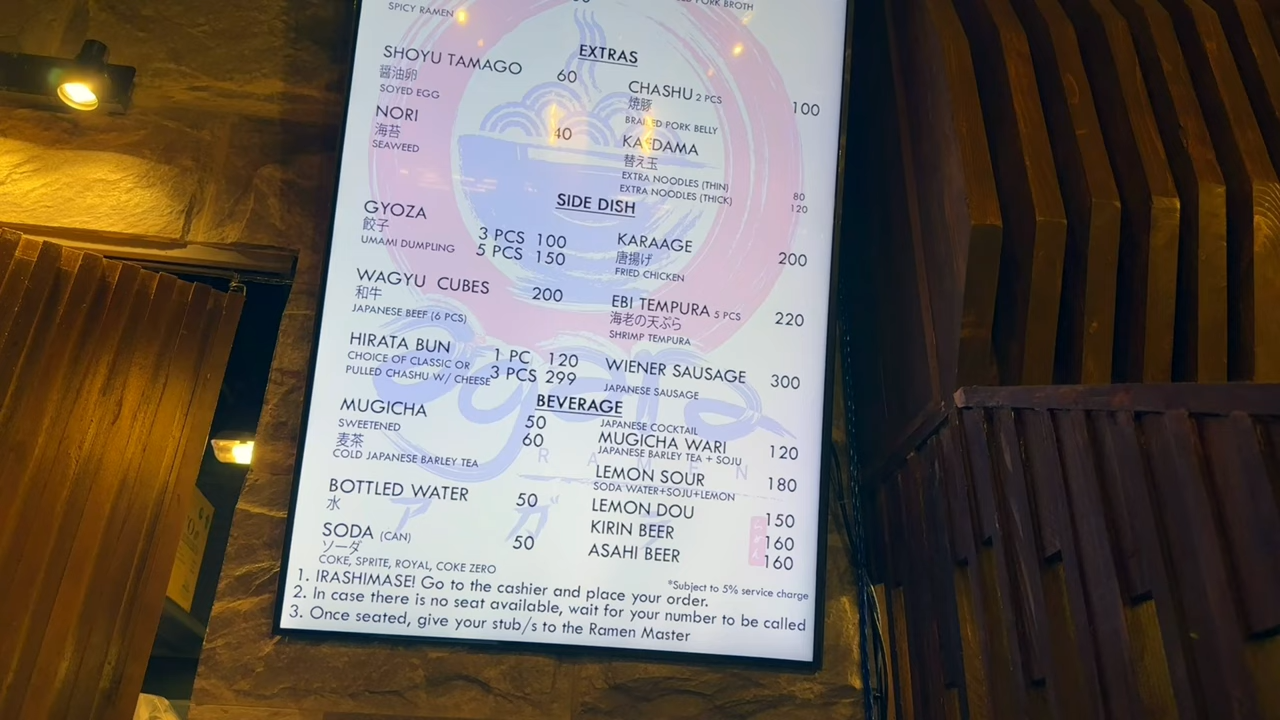 SPICY RAMEN
PORK BROTH
EXTRAS
SHOYU TAMAGO 60
醤油卵
SOYED EGG
NORI 40
海苔
SEAWEED
CHASHU 2 PCS 100
焼豚
BRAISED PORK BELLY
KAEDAMA
替え玉
EXTRA NOODLES (THIN) 80
EXTRA NOODLES (THICK) 120
SIDE DISH
GYOZA
餃子
UMAMI DUMPLING
3 PCS 100
5 PCS 150
WAGYU CUBES 200
和牛
JAPANESE BEEF (6 PCS)
HIRATA BUN
CHOICE OF CLASSIC OR
PULLED CHASHU W/ CHEESE
1 PC 120
3 PCS 299
KARAAGE 200
唐揚げ
FRIED CHICKEN
EBI TEMPURA 5 PCS 220
海老の天ぷら
SHRIMP TEMPURA
WIENER SAUSAGE 300
JAPANESE SAUSAGE
BEVERAGE
MUGICHA 50
SWEETENED 60
麦茶
COLD JAPANESE BARLEY TEA
BOTTLED WATER 50
水
SODA (CAN) 50
ソーダ
COKE, SPRITE, ROYAL, COKE ZERO
JAPANESE COCKTAIL
MUGICHA WARI 120
JAPANESE BARLEY TEA + SOJU
LEMON SOUR 180
SODA WATER+SOJU+LEMON
LEMON DOU 150
KIRIN BEER 160
ASAHI BEER 160
*Subject to 5% service charge
1. IRASHIMASE! Go to the cashier and place your order.
2. In case there is no seat available, wait for your number to be called
3. Once seated, give your stub/s to the Ramen Master
RAMEN